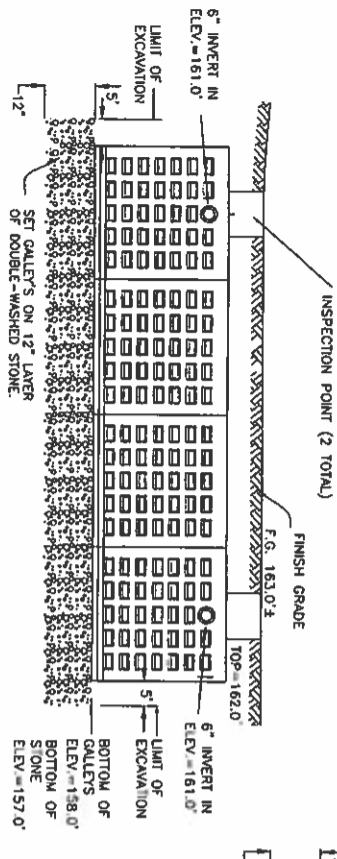 INSPECTION POINT (2 TOTAL)
FINISH GRADE
F.G. 163.0'±
TOP=162.0'
6" INVERT IN
ELEV.=161.0'
6" INVERT IN
ELEV.=161.0'
LIMIT OF
EXCAVATION
5'
12"
SET GALLEY'S ON 12" LAYER
OF DOUBLE-WASHED STONE.
5'
LIMIT OF
EXCAVATION
BOTTOM OF
GALLEYS
ELEV.=158.0'
BOTTOM OF
STONE
ELEV.=157.0'